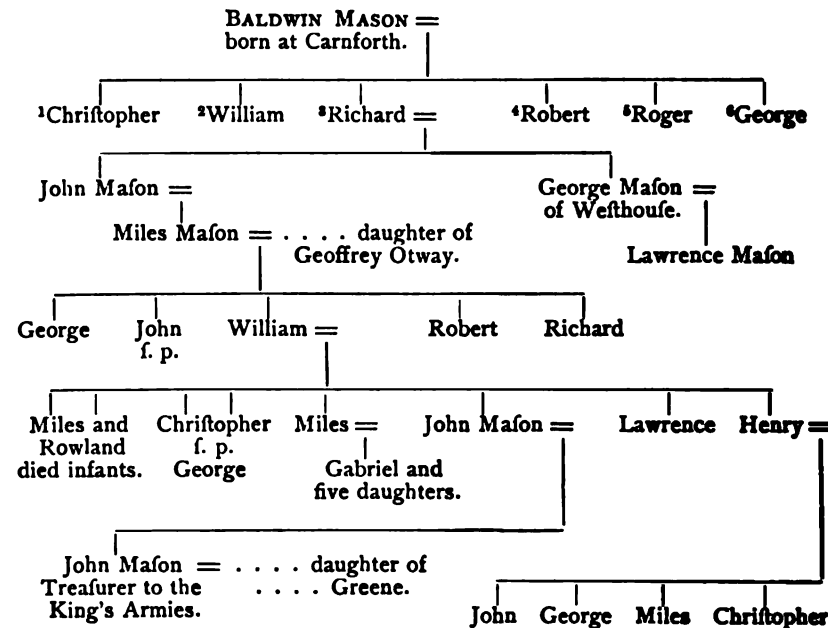 BALDWIN MASON =
born at Carnforth.
¹Chriſtopher ²William ³Richard = ⁴Robert ⁵Roger ⁶George
John Maſon = George Maſon =
of Weſthouſe.
Miles Maſon = . . . . daughter of
Geoffrey Otway.
Lawrence Maſon
George John William = Robert Richard
ſ. p.
Miles and Chriſtopher Miles = John Maſon = Lawrence Henry =
Rowland ſ. p.
died infants. George
Gabriel and
five daughters.
John Maſon = . . . . daughter of
Treaſurer to the . . . . Greene.
King's Armies.
John George Miles Chriſtopher